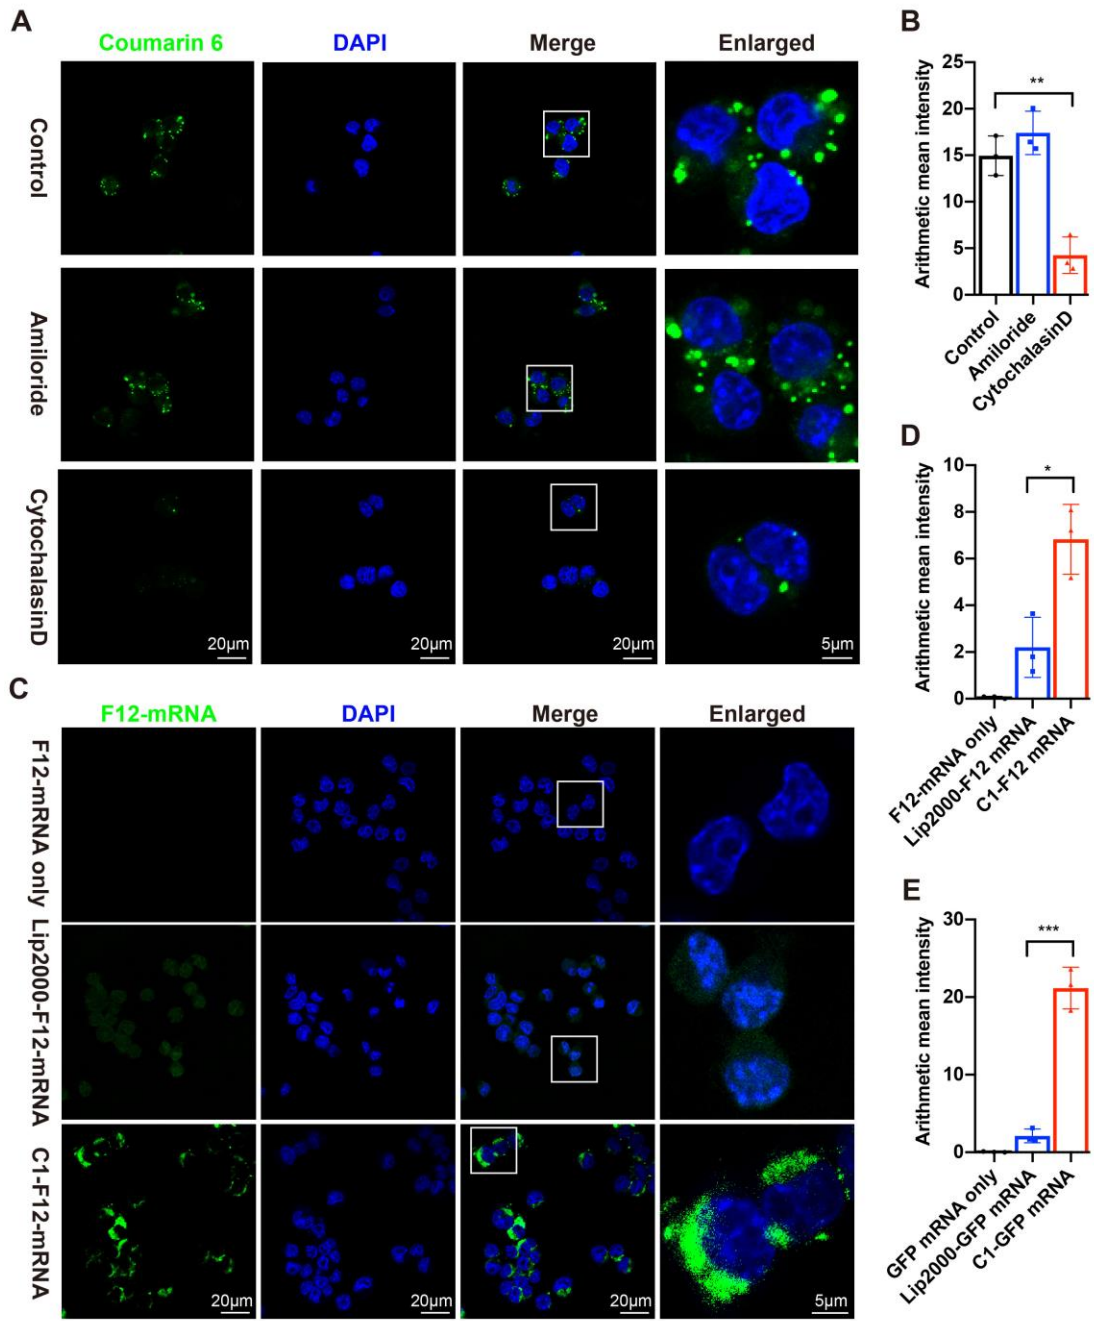 A
Coumarin 6
DAPI
Merge
Enlarged
Control
Amiloride
CytochalasinD
20μm
20μm
20μm
5μm
B
Arithmetic mean intensity
25
20
15
10
5
0
**
Control
Amiloride
CytochalasinD
C
F12-mRNA
DAPI
Merge
Enlarged
F12-mRNA only
Lip2000-F12-mRNA
C1-F12-mRNA
20μm
20μm
20μm
5μm
D
Arithmetic mean intensity
10
8
6
4
2
0
*
F12-mRNA only
Lip2000-F12 mRNA
C1-F12 mRNA
E
Arithmetic mean intensity
30
20
10
0
***
GFP mRNA only
Lip2000-GFP mRNA
C1-GFP mRNA